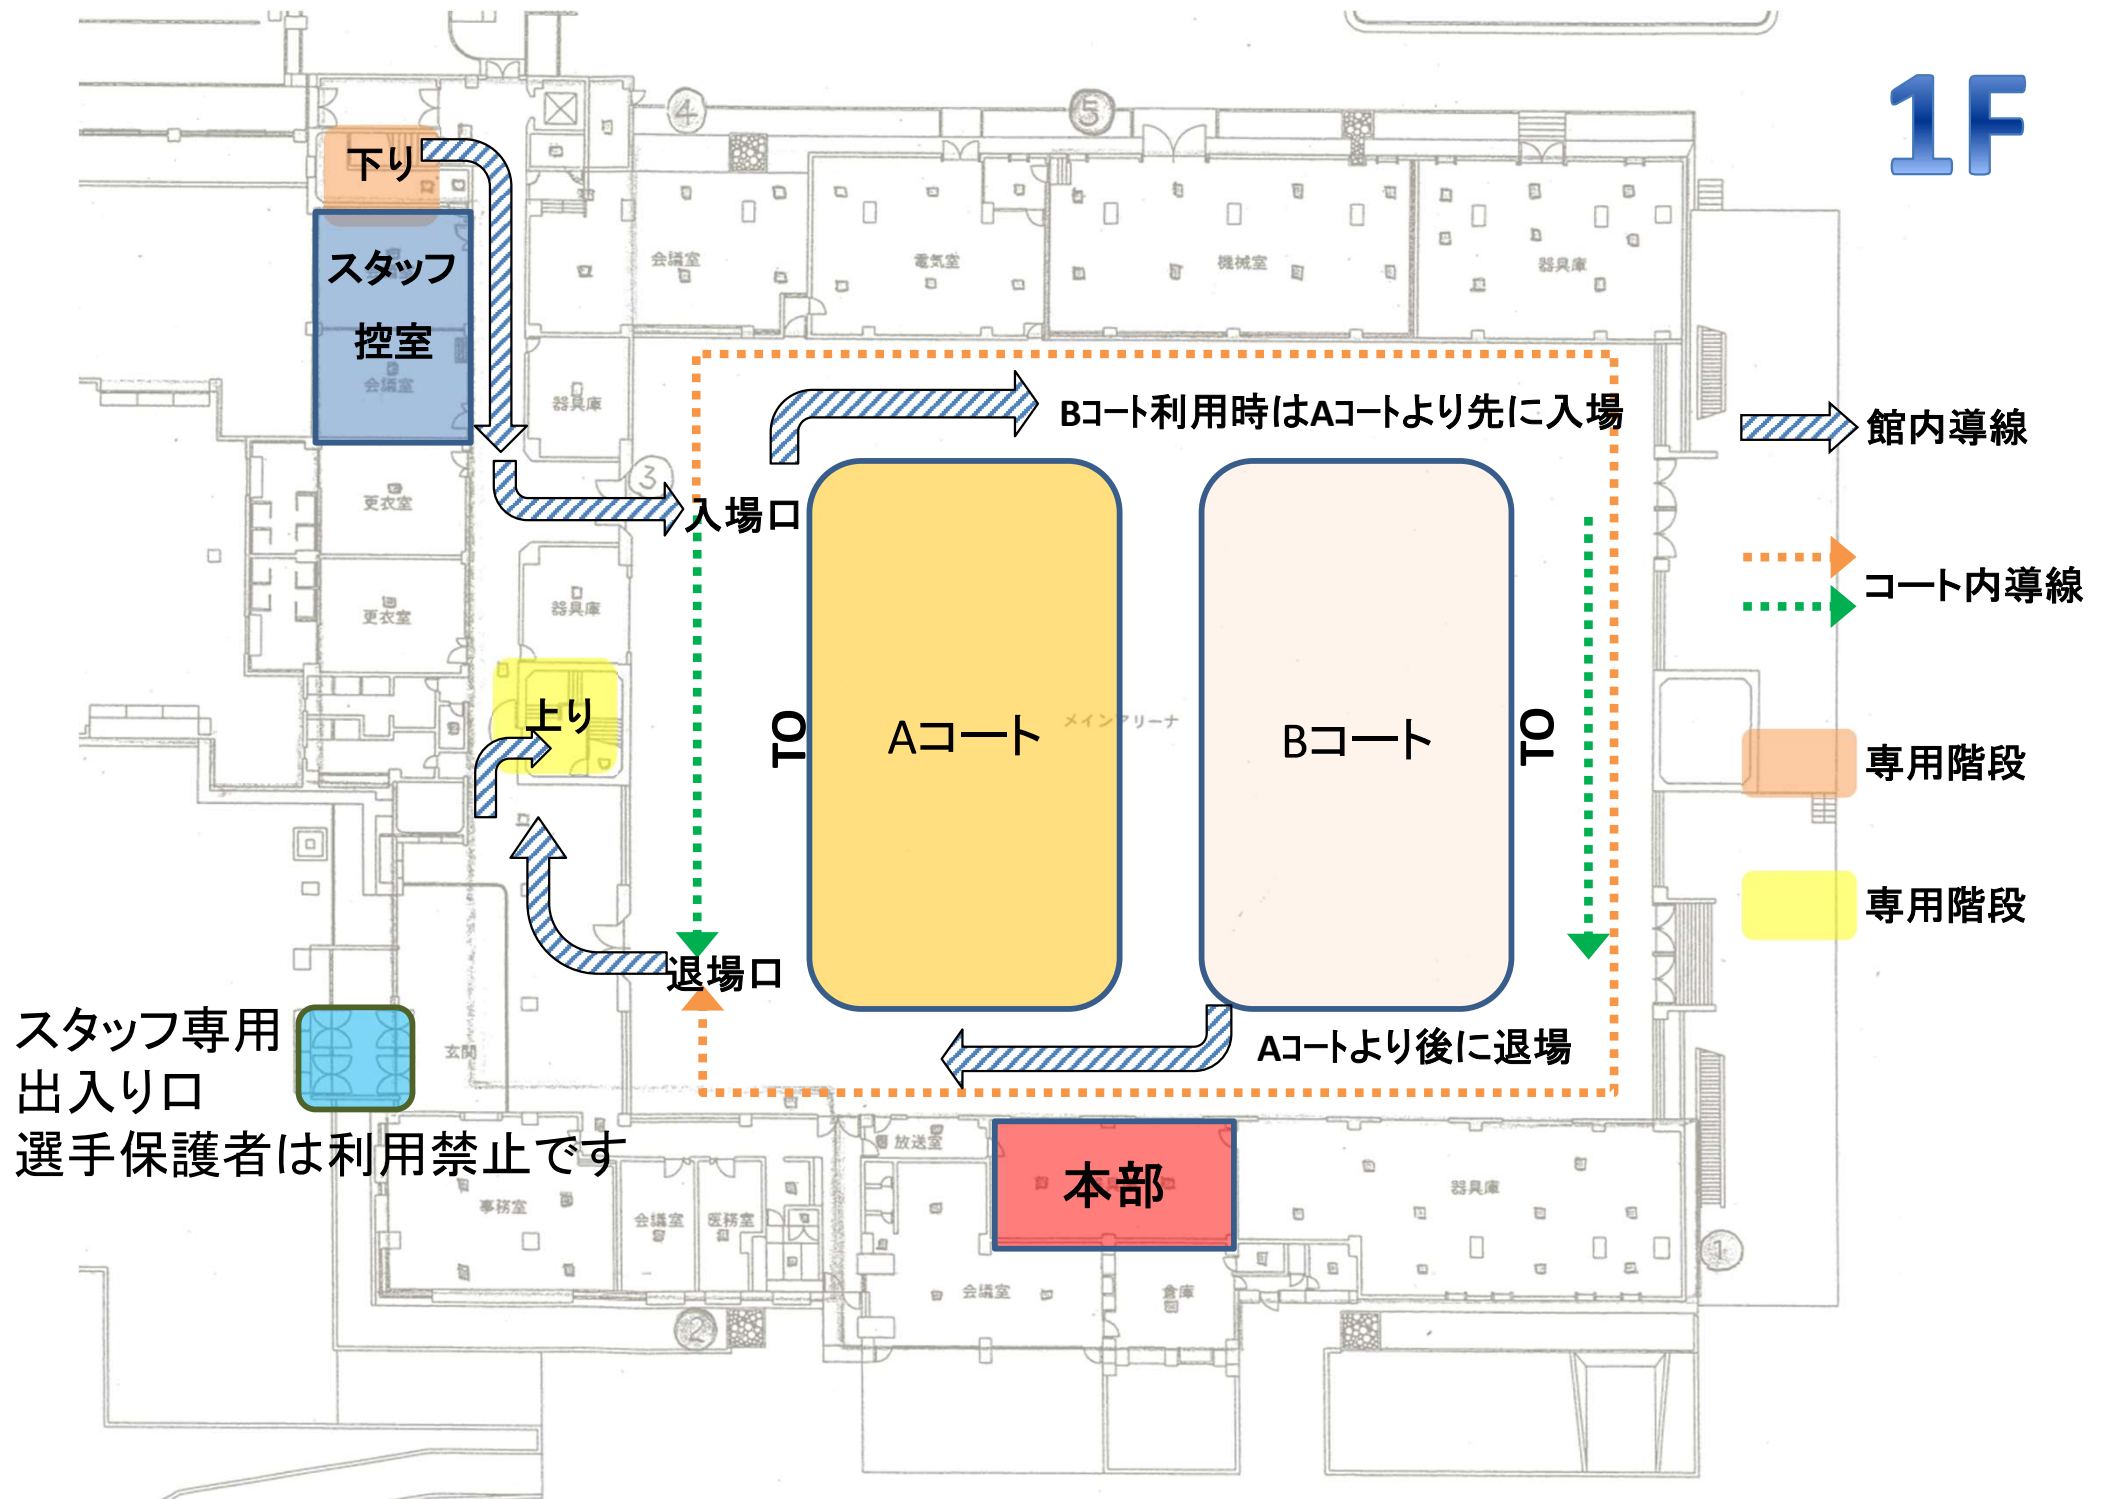 1F
④
⑤
下り
スタッフ
控室
会議室
会議室
電気室
機械室
器具庫
器具庫
③
Bコート利用時はAコートより先に入場
館内導線
更衣室
入場口
コート内導線
更衣室
器具庫
上り
TO
Aコート
メインアリーナ
Bコート
TO
専用階段
専用階段
退場口
スタッフ専用
出入り口
選手保護者は利用禁止です
玄関
Aコートより後に退場
放送室
本部
器具庫
事務室
会議室
医務室
①
会議室
倉庫
②